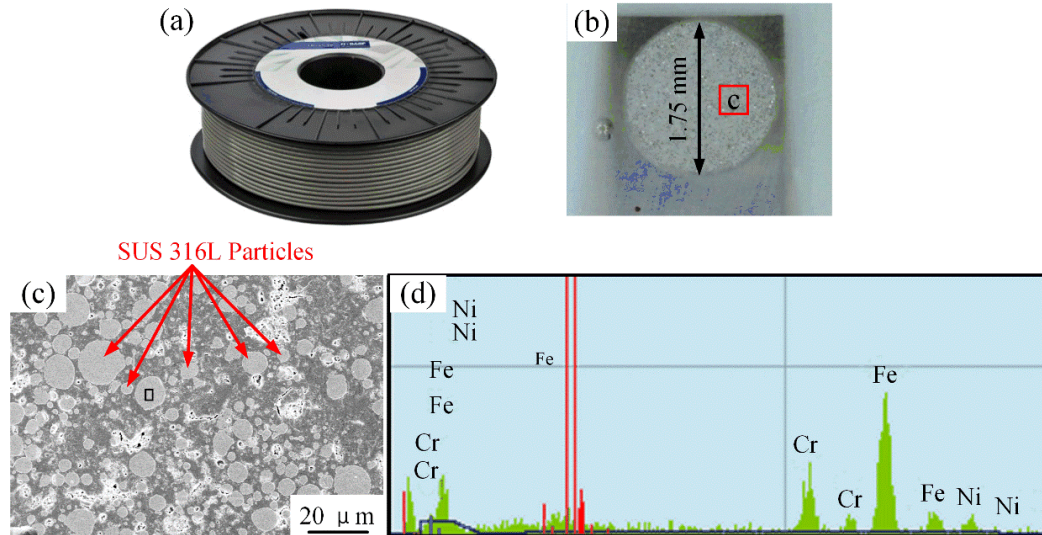 (a)
(b)
1.75 mm
c
SUS 316L Particles
(c)
20 μm
(d)
Ni
Ni
Fe
Fe
Fe
Cr
Cr
Cr
Cr
Fe
Fe
Ni
Ni